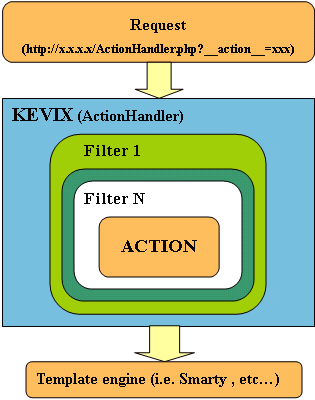 Request
(http://x.x.x.x/ActionHandler.php?__action__=xxx)
KEVIX (ActionHandler)
Filter 1
Filter N
ACTION
Template engine (i.e. Smarty , etc…)